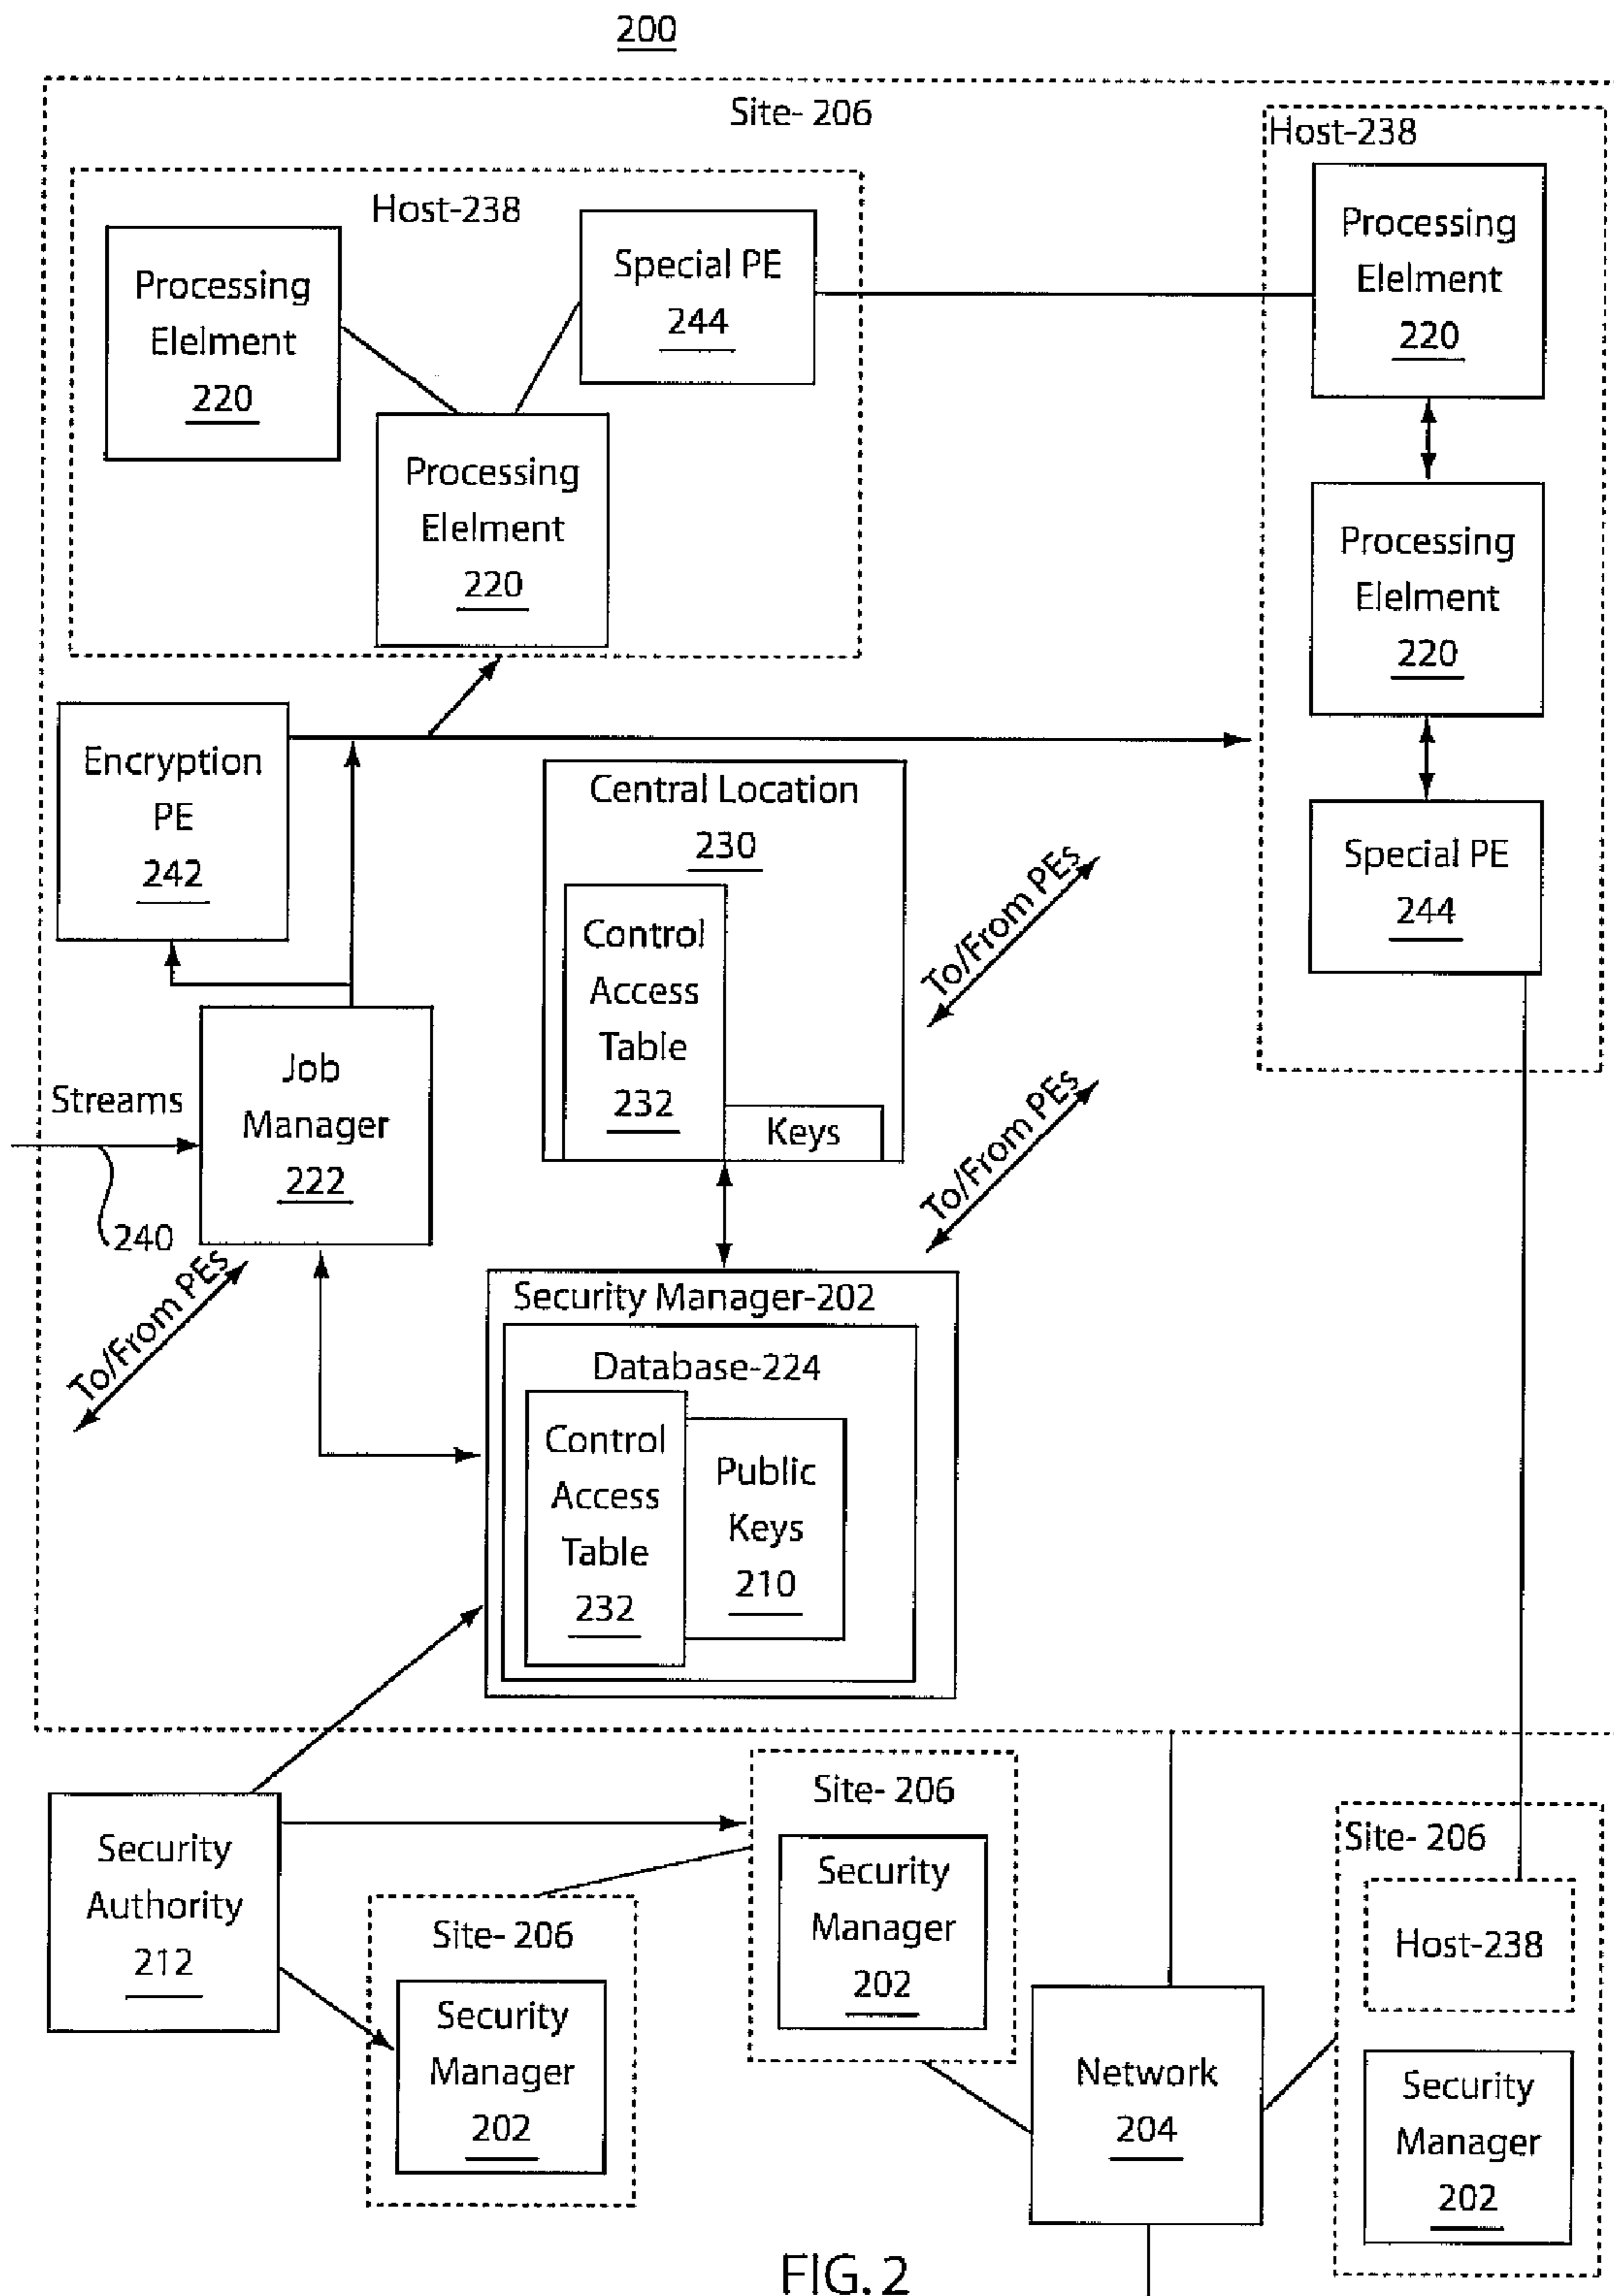 200
Site- 206
Host-238
Processing
Elelment
220
Special PE
244
Processing
Elelment
220
Host-238
Processing
Elelment
220
Processing
Elelment
220
Special PE
244
Encryption
PE
242
Central Location
230
Control
Access
Table
232
Keys
To/From PEs
To/From PEs
Streams
240
Job
Manager
222
To/From PEs
Security Manager-202
Database-224
Control
Access
Table
232
Public
Keys
210
Security
Authority
212
Site- 206
Security
Manager
202
Site- 206
Security
Manager
202
Network
204
Site- 206
Host-238
Security
Manager
202
FIG. 2